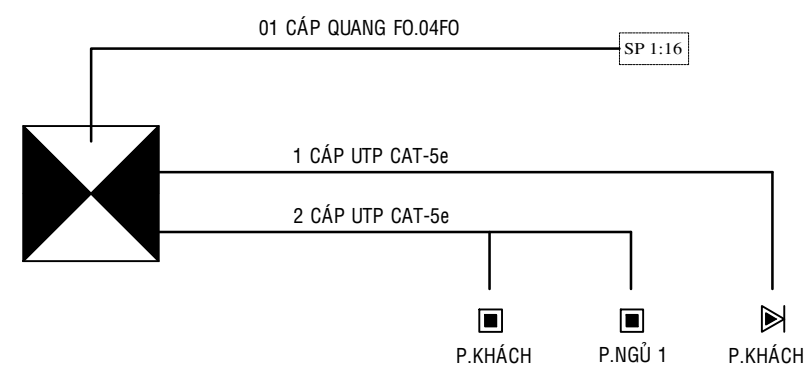 01 CÁP QUANG FO.04FO
SP 1:16
1 CÁP UTP CAT-5e
2 CÁP UTP CAT-5e
P.KHÁCH
P.NGỦ 1
P.KHÁCH